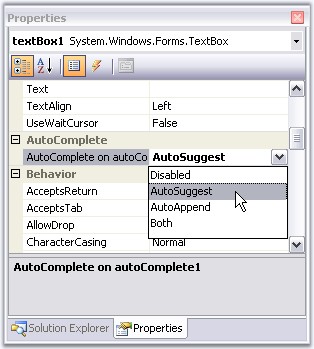 Properties
textBox1 System.Windows.Forms.TextBox
Text
TextAlign Left
UseWaitCursor False
AutoComplete
AutoComplete on autoCo AutoSuggest
Behavior Disabled
AcceptsReturn AutoSuggest
AcceptsTab AutoAppend
AllowDrop Both
CharacterCasing Normal
AutoComplete on autoComplete1
Solution Explorer Properties